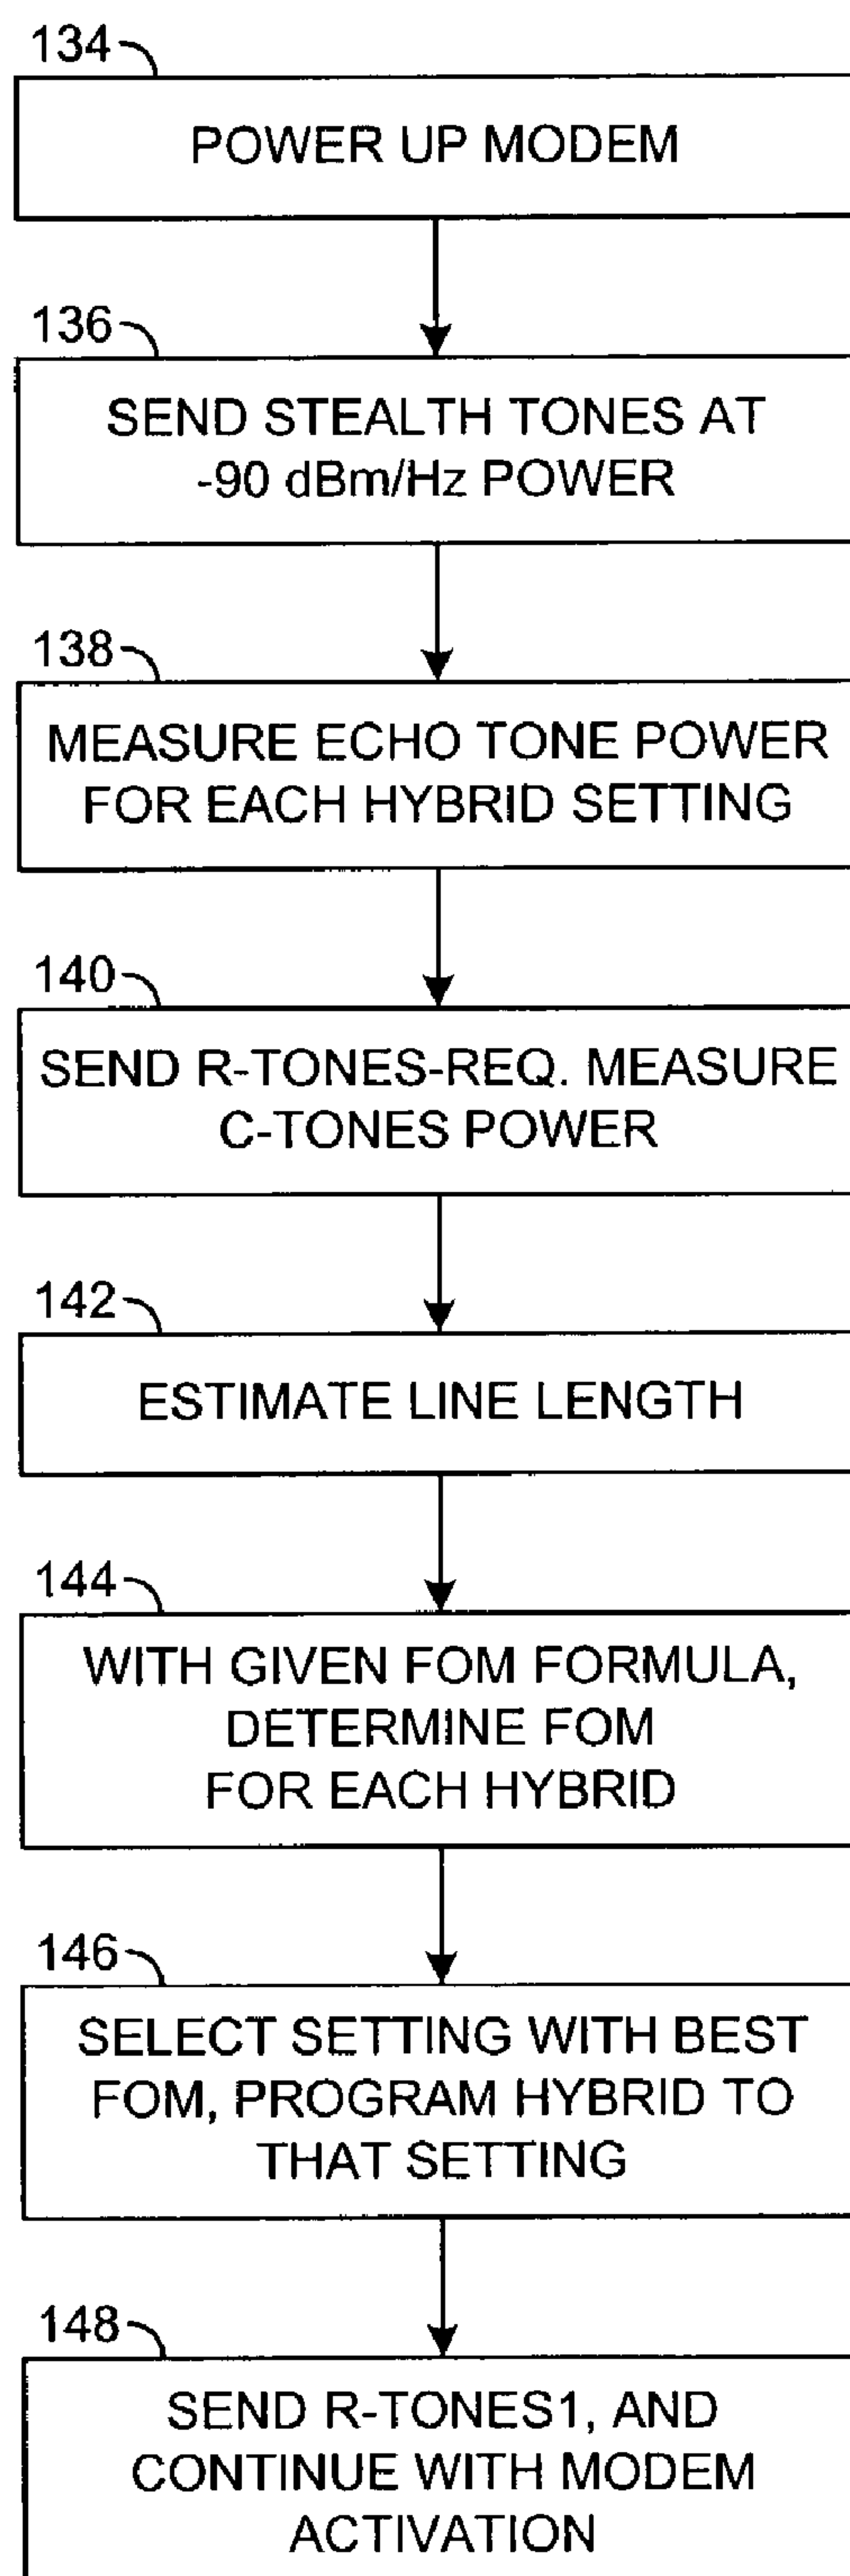 134
POWER UP MODEM
136
SEND STEALTH TONES AT
-90 dBm/Hz POWER
138
MEASURE ECHO TONE POWER
FOR EACH HYBRID SETTING
140
SEND R-TONES-REQ. MEASURE
C-TONES POWER
142
ESTIMATE LINE LENGTH
144
WITH GIVEN FOM FORMULA,
DETERMINE FOM
FOR EACH HYBRID
146
SELECT SETTING WITH BEST
FOM, PROGRAM HYBRID TO
THAT SETTING
148
SEND R-TONES1, AND
CONTINUE WITH MODEM
ACTIVATION